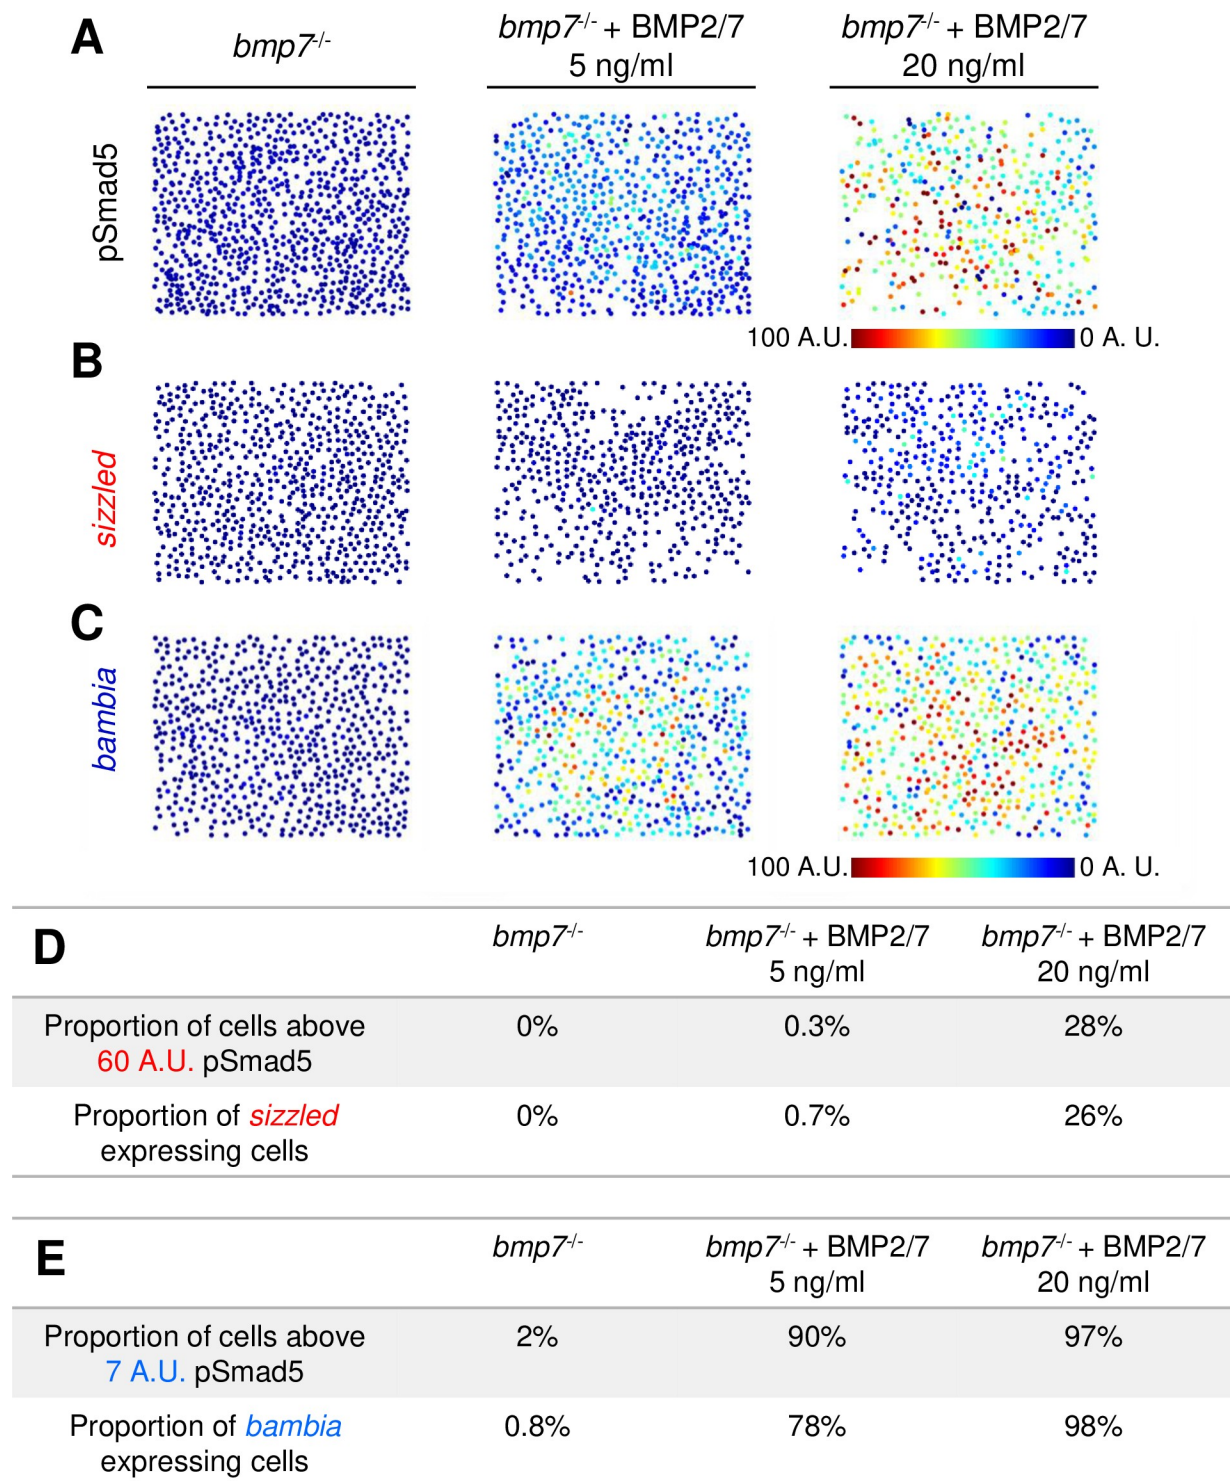 A
bmp7-/-
bmp7-/- + BMP2/7
5 ng/ml
bmp7-/- + BMP2/7
20 ng/ml
pSmad5
100 A.U.
0 A. U.
B
sizzled
C
bambia
100 A.U.
0 A. U.
D
bmp7-/-
bmp7-/- + BMP2/7
5 ng/ml
bmp7-/- + BMP2/7
20 ng/ml
Proportion of cells above
60 A.U. pSmad5
0%
0.3%
28%
Proportion of sizzled
expressing cells
0%
0.7%
26%
E
bmp7-/-
bmp7-/- + BMP2/7
5 ng/ml
bmp7-/- + BMP2/7
20 ng/ml
Proportion of cells above
7 A.U. pSmad5
2%
90%
97%
Proportion of bambia
expressing cells
0.8%
78%
98%